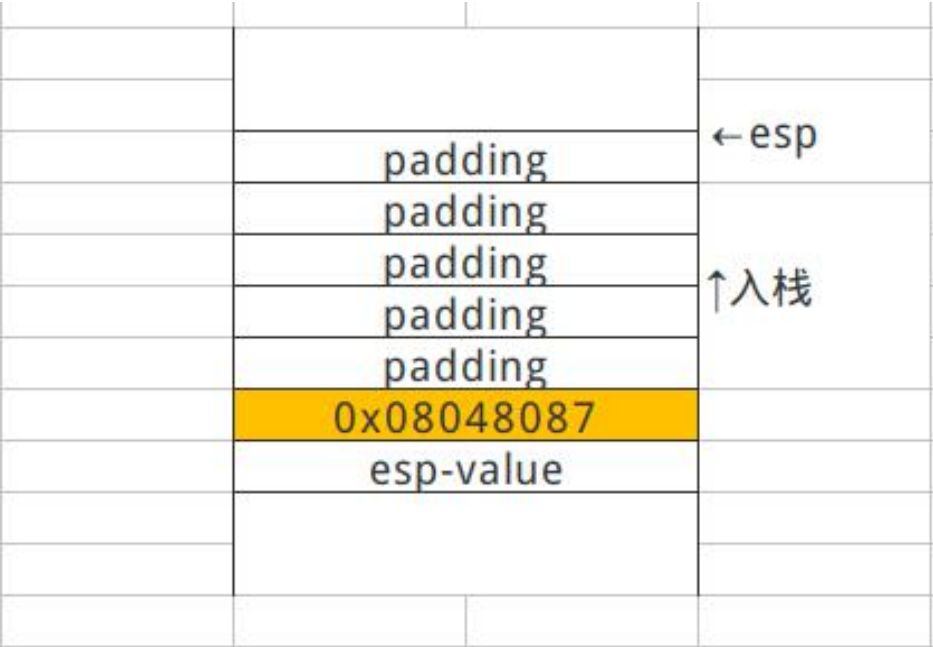 ←esp
padding
padding
padding
↑入栈
padding
padding
0x08048087
esp-value